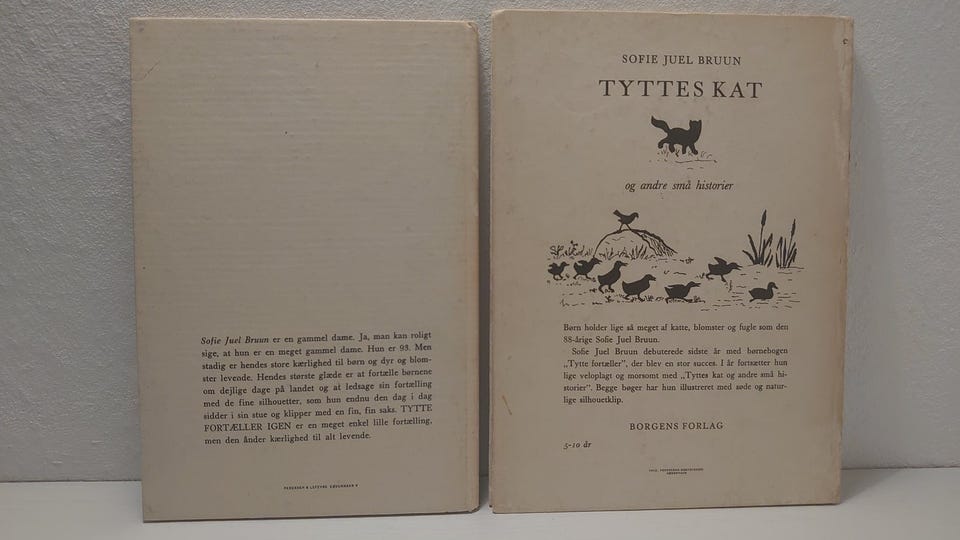 Sofie Juel Bruun er en gammel dame. Ja, man kan roligt
sige, at hun er en meget gammel dame. Hun er 93. Men
stadig er hendes store kærlighed til børn og dyr og blom-
ster levende. Hendes største glæde er at fortælle børnene
om dejlige dage på landet og at ledsage sin fortælling
med de fine silhouetter, som hun endnu den dag i dag
sidder i sin stue og klipper med en fin, fin saks. TYTTE
FORTÆLLER IGEN er en meget enkel lille fortælling,
men den ånder kærlighed til alt levende.
PEDERSEN & LEFEVRE KØBENHAVN
SOFIE JUEL BRUUN
TYTTES KAT
og andre små historier
Børn holder lige så meget af katte, blomster og fugle som den
88-årige Sofie Juel Bruun.
Sofie Juel Bruun debuterede sidste år med børnebogen
„Tytte fortæller", der blev en stor succes. I år fortsætter hun
lige veloplagt og morsomt med „Tyttes kat og andre små hi-
storier". Begge bøger har hun illustreret med søde og natur-
lige silhouetklip.
BORGENS FORLAG
5-10 år